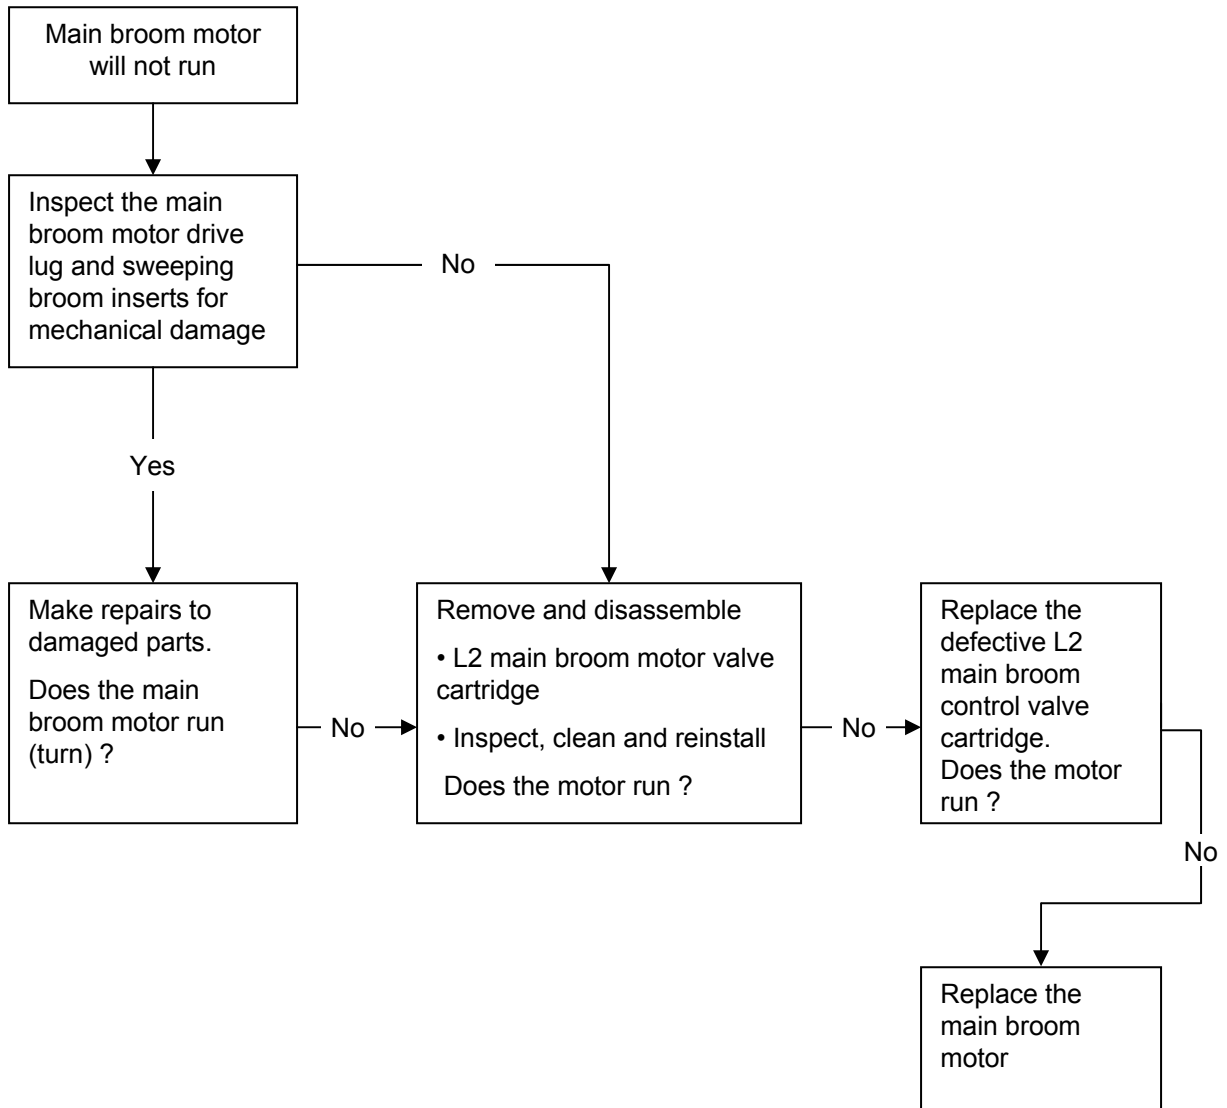 Main broom motor
will not run
Inspect the main
broom motor drive
lug and sweeping
broom inserts for
mechanical damage
No
Yes
Make repairs to
damaged parts.
Does the main
broom motor run
(turn) ?
No
Remove and disassemble
• L2 main broom motor valve
cartridge
• Inspect, clean and reinstall
Does the motor run ?
No
Replace the
defective L2
main broom
control valve
cartridge.
Does the motor
run ?
No
Replace the
main broom
motor